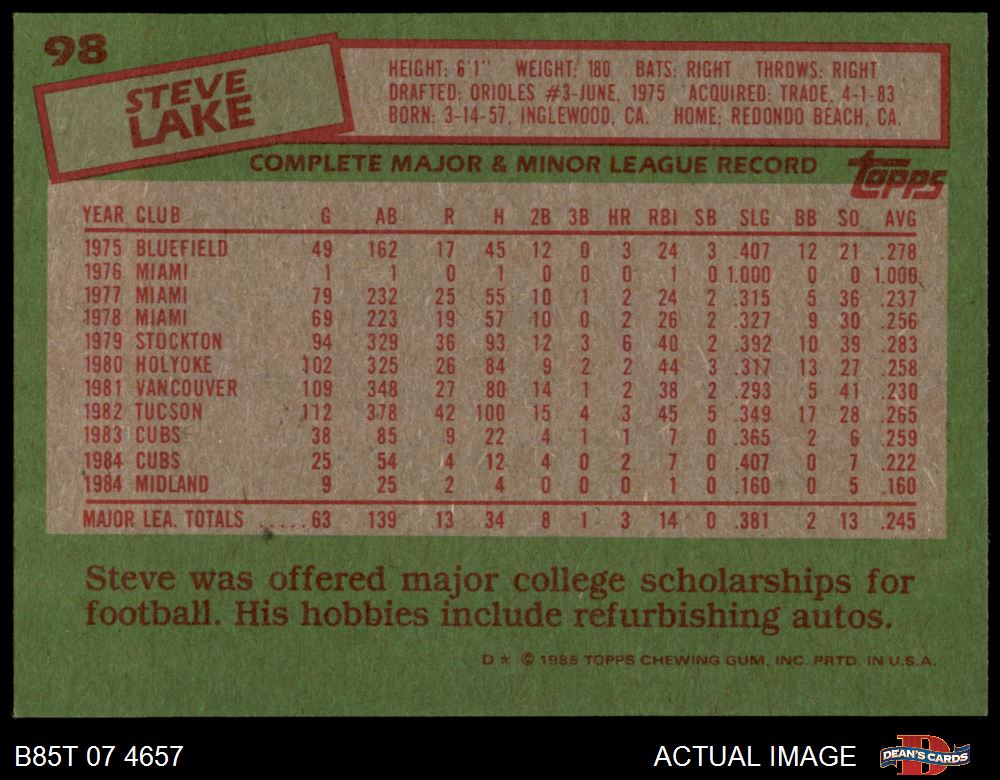 98
STEVE
LAKE
HEIGHT: 6'1" WEIGHT: 180 BATS: RIGHT THROWS: RIGHT
DRAFTED: ORIOLES #3-JUNE, 1975 ACQUIRED: TRADE, 4-1-83
BORN: 3-14-57, INGLEWOOD, CA. HOME: REDONDO BEACH, CA.
COMPLETE MAJOR & MINOR LEAGUE RECORD
topps
YEAR CLUB G AB R H 2B 3B HR RBI SB SLG BB SO AVG
1975 BLUEFIELD 49 162 17 45 12 0 3 24 3 .407 12 21 .278
1976 MIAMI 1 1 0 1 0 0 0 1 0 1.000 0 0 1.000
1977 MIAMI 79 232 25 55 10 1 2 24 2 .315 5 36 .237
1978 MIAMI 69 223 19 57 10 0 2 26 2 .327 9 30 .256
1979 STOCKTON 94 329 36 93 12 3 6 40 2 .392 10 39 .283
1980 HOLYOKE 102 325 26 84 9 2 2 44 3 .317 13 27 .258
1981 VANCOUVER 109 348 27 80 14 1 2 38 2 .293 5 41 .230
1982 TUCSON 112 378 42 100 15 4 3 45 5 .349 17 28 .265
1983 CUBS 38 85 9 22 4 1 1 7 0 .365 2 6 .259
1984 CUBS 25 54 4 12 4 0 2 7 0 .407 0 7 .222
1984 MIDLAND 9 25 2 4 0 0 0 1 0 .160 0 5 .160
MAJOR LEA. TOTALS .....63 139 13 34 8 1 3 14 0 .381 2 13 .245
Steve was offered major college scholarships for
football. His hobbies include refurbishing autos.
D * © 1985 TOPPS CHEWING GUM, INC. PRTD. IN U.S.A.
B85T 07 4657
ACTUAL IMAGE
DEAN'S CARDS